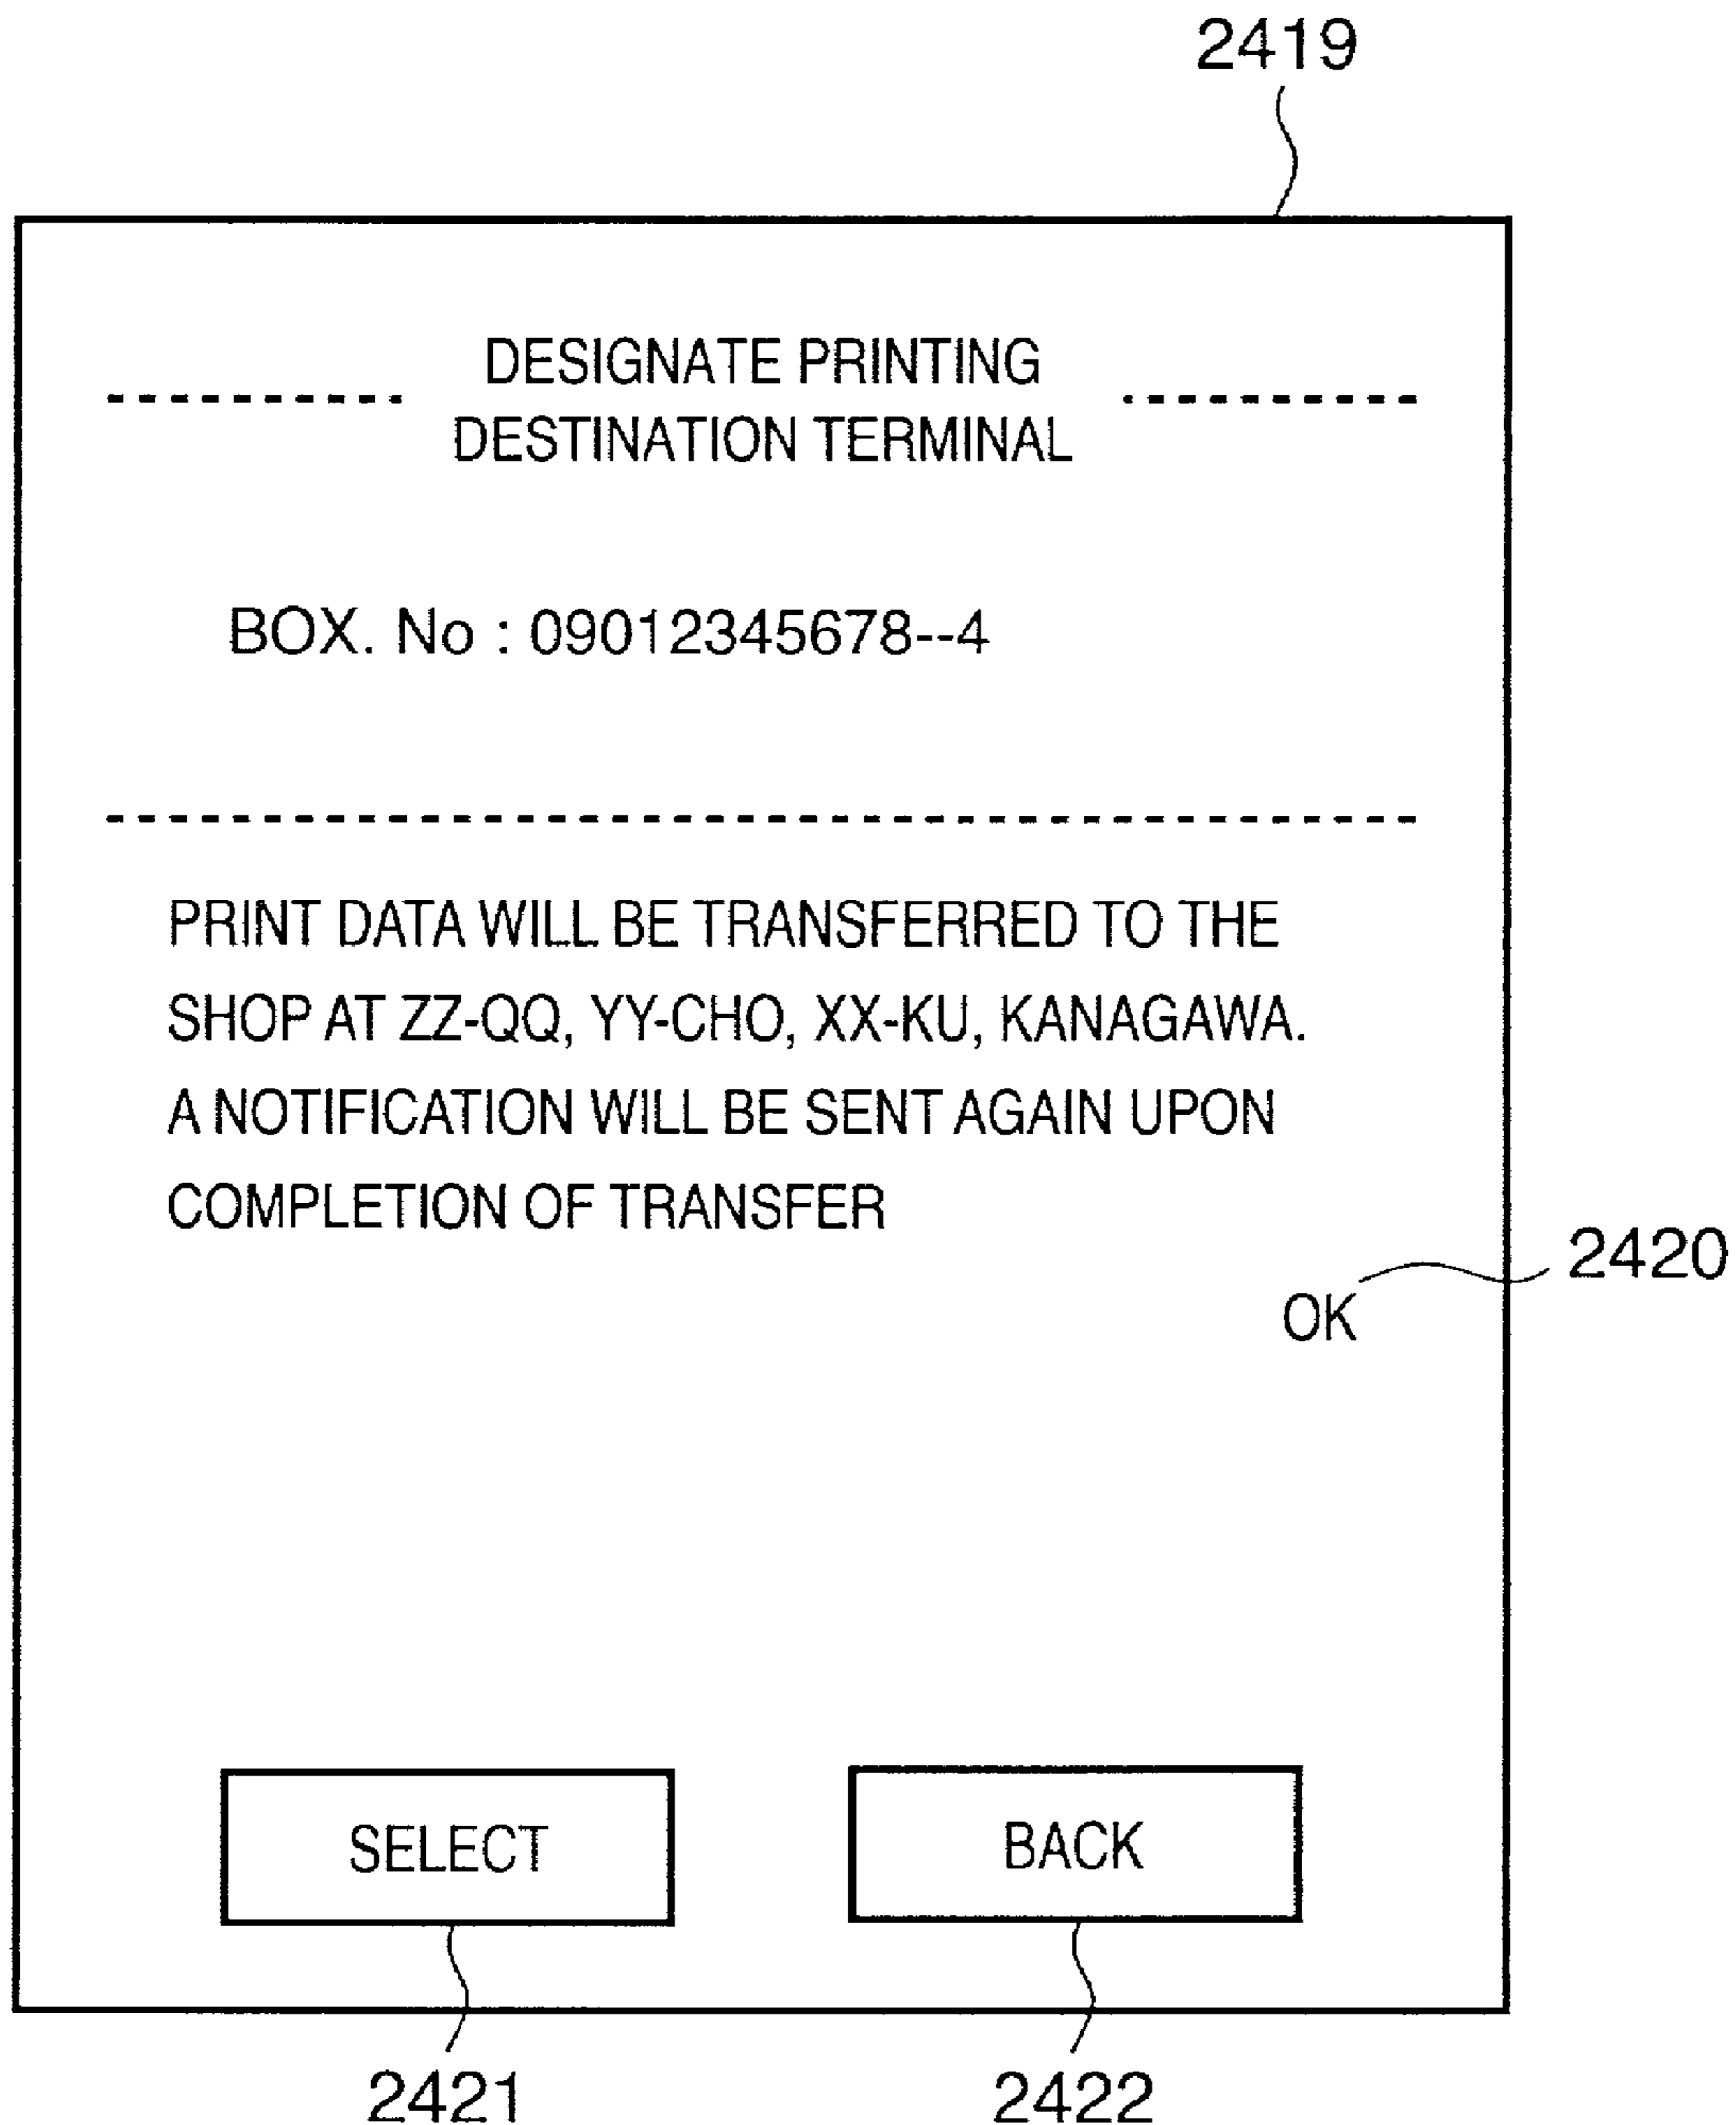 2419
DESIGNATE PRINTING
DESTINATION TERMINAL
BOX. No : 09012345678--4
PRINT DATA WILL BE TRANSFERRED TO THE
SHOP AT ZZ-QQ, YY-CHO, XX-KU, KANAGAWA.
A NOTIFICATION WILL BE SENT AGAIN UPON
COMPLETION OF TRANSFER
2420
OK
SELECT
BACK
2421
2422